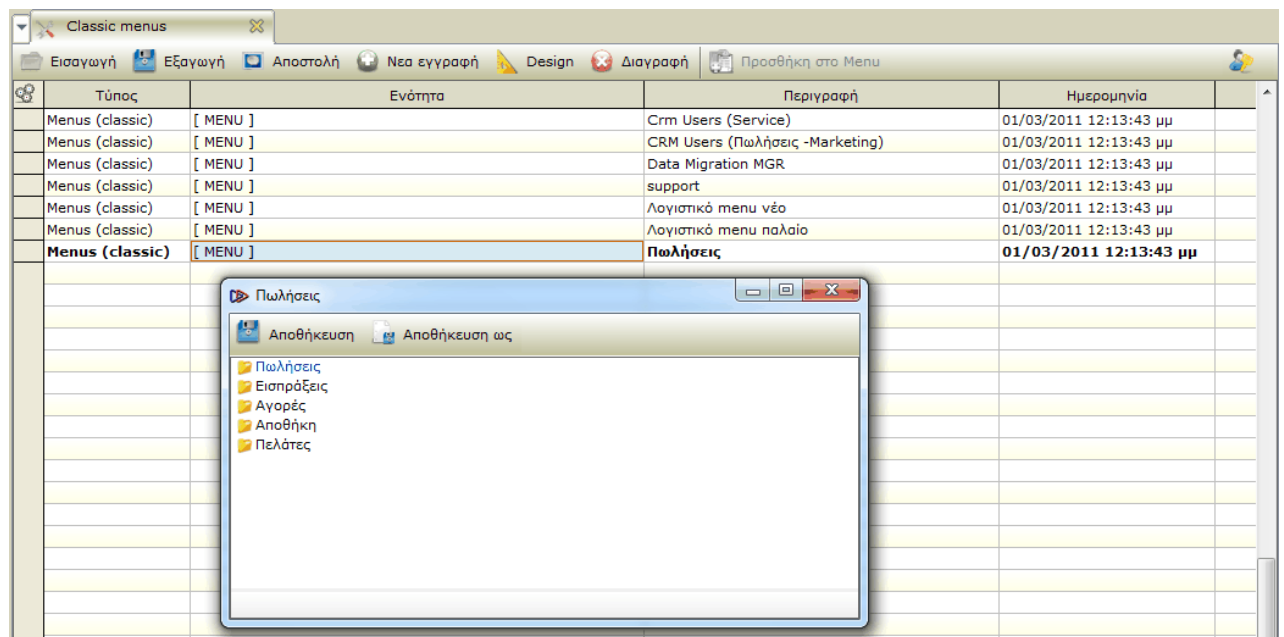 Classic menus
Εισαγωγή Εξαγωγή Αποστολή Νεα εγγραφή Design Διαγραφή Προσθήκη στο Menu
Τύπος Ενότητα Περιγραφή Ημερομηνία
Menus (classic) [ MENU ] Crm Users (Service) 01/03/2011 12:13:43 μμ
Menus (classic) [ MENU ] CRM Users (Πωλήσεις -Marketing) 01/03/2011 12:13:43 μμ
Menus (classic) [ MENU ] Data Migration MGR 01/03/2011 12:13:43 μμ
Menus (classic) [ MENU ] support 01/03/2011 12:13:43 μμ
Menus (classic) [ MENU ] Λογιστικό menu νέο 01/03/2011 12:13:43 μμ
Menus (classic) [ MENU ] Λογιστικό menu παλαίο 01/03/2011 12:13:43 μμ
Menus (classic) [ MENU ] Πωλήσεις 01/03/2011 12:13:43 μμ
Πωλήσεις
Αποθήκευση Αποθήκευση ως
Πωλήσεις
Εισπράξεις
Αγορές
Αποθήκη
Πελάτες